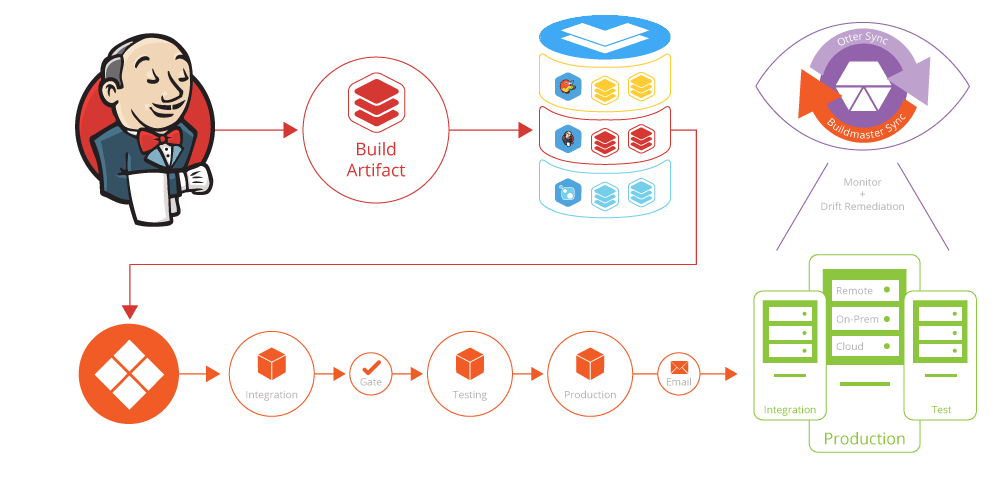 Build
Artifact
Otter Sync
Buildmaster Sync
Monitor
+
Drift Remediation
Integration
Gate
Testing
Production
Email
Remote
On-Prem
Cloud
Integration
Test
Production